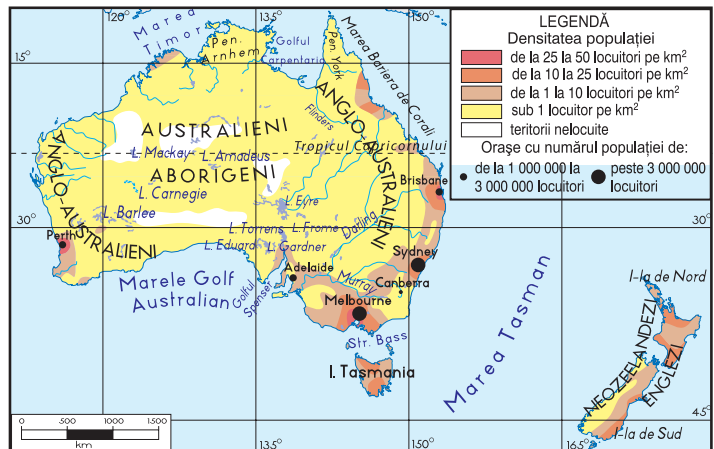 120°
135°
150°
Marea
Timor
Pen.
Arnhem
Golful
Carpentaria
Pen. York
Marea Bariera de Corali
15°
LEGENDĂ
Densitatea populației
de la 25 la 50 locuitori pe km²
de la 10 la 25 locuitori pe km²
de la 1 la 10 locuitori pe km²
sub 1 locuitor pe km²
teritorii nelocuite
Orașe cu numărul populației de:
de la 1 000 000 la
3 000 000 locuitori
peste 3 000 000
locuitori
Flinders
ANGLO-AUSTRALIENI
AUSTRALIENI
L. Mackay
L. Amadeus
Tropicul Capricornului
ABORIGENI
ANGLO-AUSTRALIENI
L. Carnegie
L. Eyre
Brisbane
L. Barlee
30°
Perth
L. Torrens
L. Frome
Darling
L. Eduard
L. Gardner
Sydney
Adelaide
Murray
Canberra
Marele Golf
Australian
Golful
Spenser
Melbourne
Str. Bass
I. Tasmania
Marea Tasman
I-la de Nord
NEOZEELANDEZI
ENGLEZI
I-la de Sud
45°
0 500 1000 1500
km
135°
150°
165°